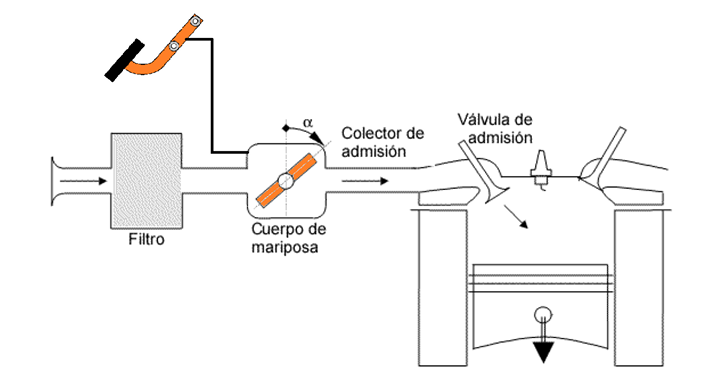 α
Colector de
admisión
Válvula de
admisión
Filtro
Cuerpo de
mariposa